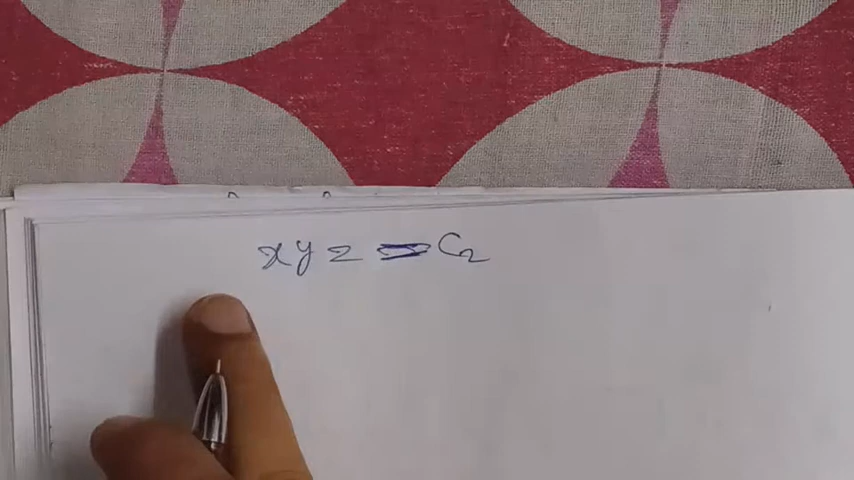 xyz = C₂